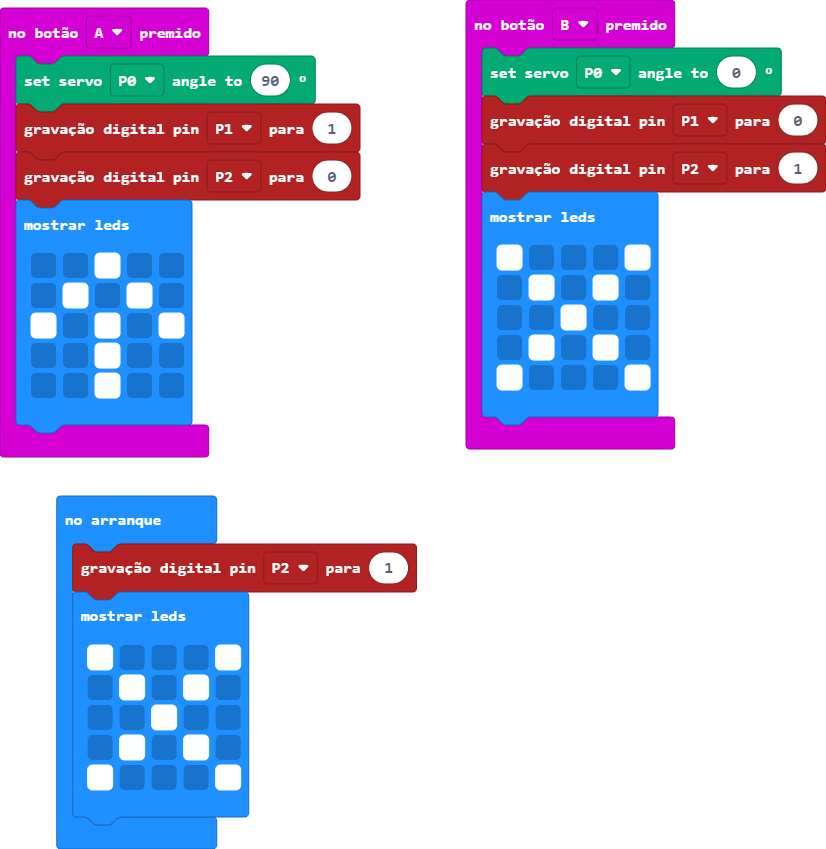 no botão A premido
set servo P0 angle to 90 °
gravação digital pin P1 para 1
gravação digital pin P2 para 0
mostrar leds
no botão B premido
set servo P0 angle to 0 °
gravação digital pin P1 para 0
gravação digital pin P2 para 1
mostrar leds
no arranque
gravação digital pin P2 para 1
mostrar leds